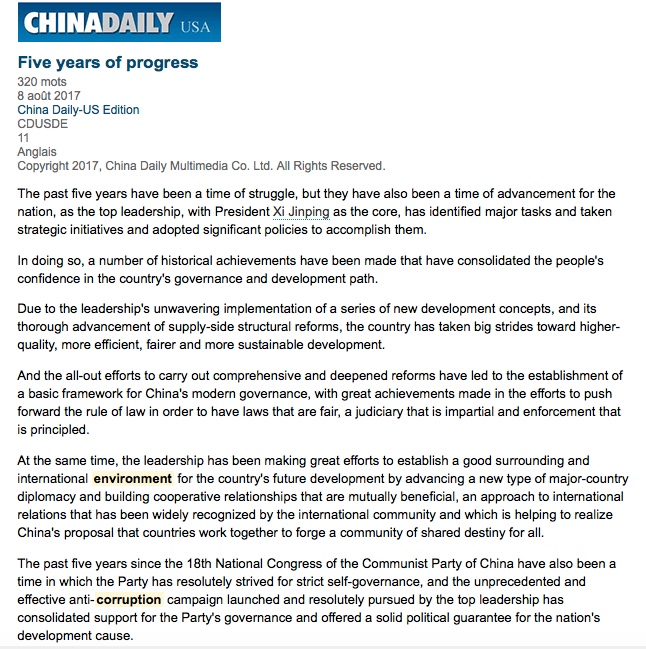 CHINADAILY USA
Five years of progress
320 mots
8 août 2017
China Daily-US Edition
CDUSDE
11
Anglais
Copyright 2017, China Daily Multimedia Co. Ltd. All Rights Reserved.
The past five years have been a time of struggle, but they have also been a time of advancement for the
nation, as the top leadership, with President Xi Jinping as the core, has identified major tasks and taken
strategic initiatives and adopted significant policies to accomplish them.
In doing so, a number of historical achievements have been made that have consolidated the people's
confidence in the country's governance and development path.
Due to the leadership's unwavering implementation of a series of new development concepts, and its
thorough advancement of supply-side structural reforms, the country has taken big strides toward higher-
quality, more efficient, fairer and more sustainable development.
And the all-out efforts to carry out comprehensive and deepened reforms have led to the establishment of
a basic framework for China's modern governance, with great achievements made in the efforts to push
forward the rule of law in order to have laws that are fair, a judiciary that is impartial and enforcement that
is principled.
At the same time, the leadership has been making great efforts to establish a good surrounding and
international environment for the country's future development by advancing a new type of major-country
diplomacy and building cooperative relationships that are mutually beneficial, an approach to international
relations that has been widely recognized by the international community and which is helping to realize
China's proposal that countries work together to forge a community of shared destiny for all.
The past five years since the 18th National Congress of the Communist Party of China have also been a
time in which the Party has resolutely strived for strict self-governance, and the unprecedented and
effective anti-corruption campaign launched and resolutely pursued by the top leadership has
consolidated support for the Party's governance and offered a solid political guarantee for the nation's
development cause.